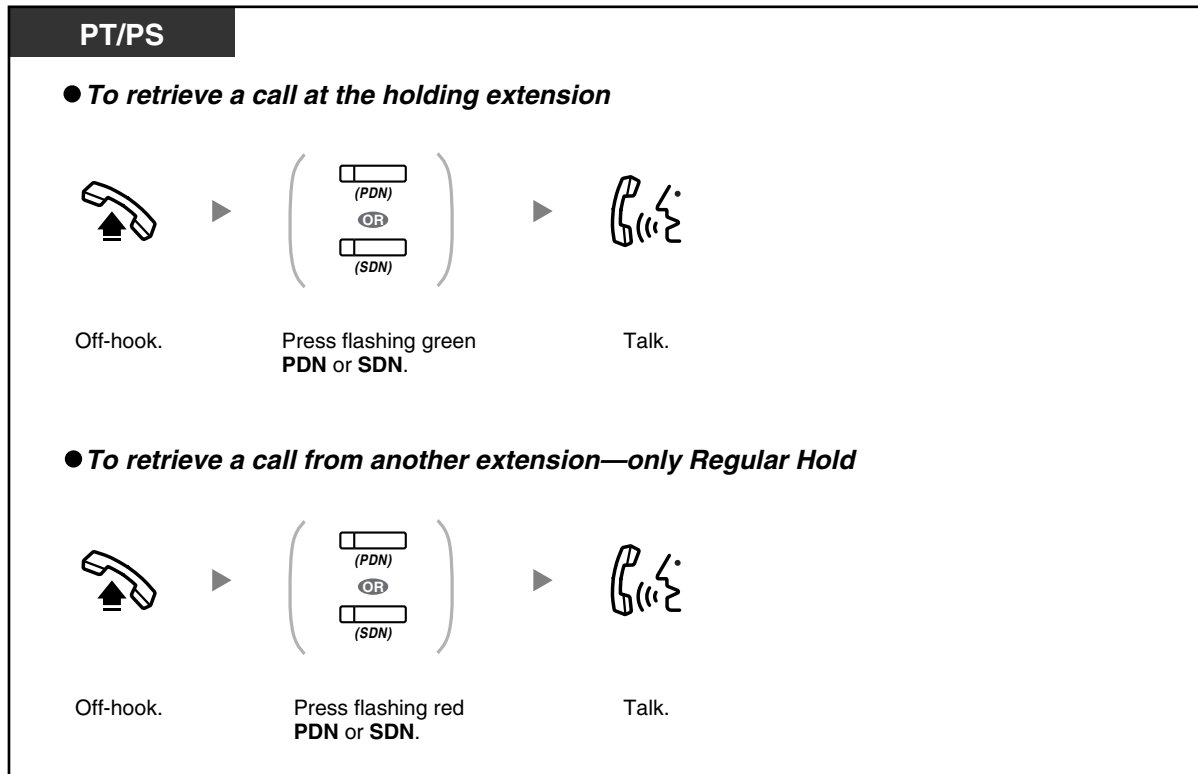 PT/PS
● To retrieve a call at the holding extension
(PDN)
OR
(SDN)
Off-hook.
Press flashing green
PDN or SDN.
Talk.
● To retrieve a call from another extension—only Regular Hold
(PDN)
OR
(SDN)
Off-hook.
Press flashing red
PDN or SDN.
Talk.